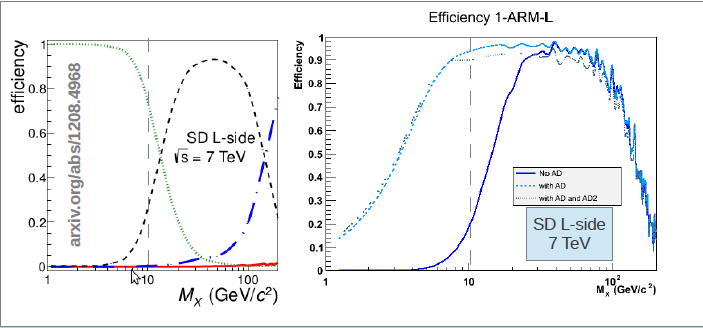 Efficiency 1-ARM-L
efficiency
1
0.8
0.6
0.4
0.2
0
arxiv.org/abs/1208.4968
SD L-side
√s = 7 TeV
1
10
100
M_X (GeV/c²)
Efficiency
1
0.9
0.8
0.7
0.6
0.5
0.4
0.3
0.2
0.1
0
No AD
with AD
with AD and AD2
SD L-side
7 TeV
1
10
10²
M_X (GeV/c²)